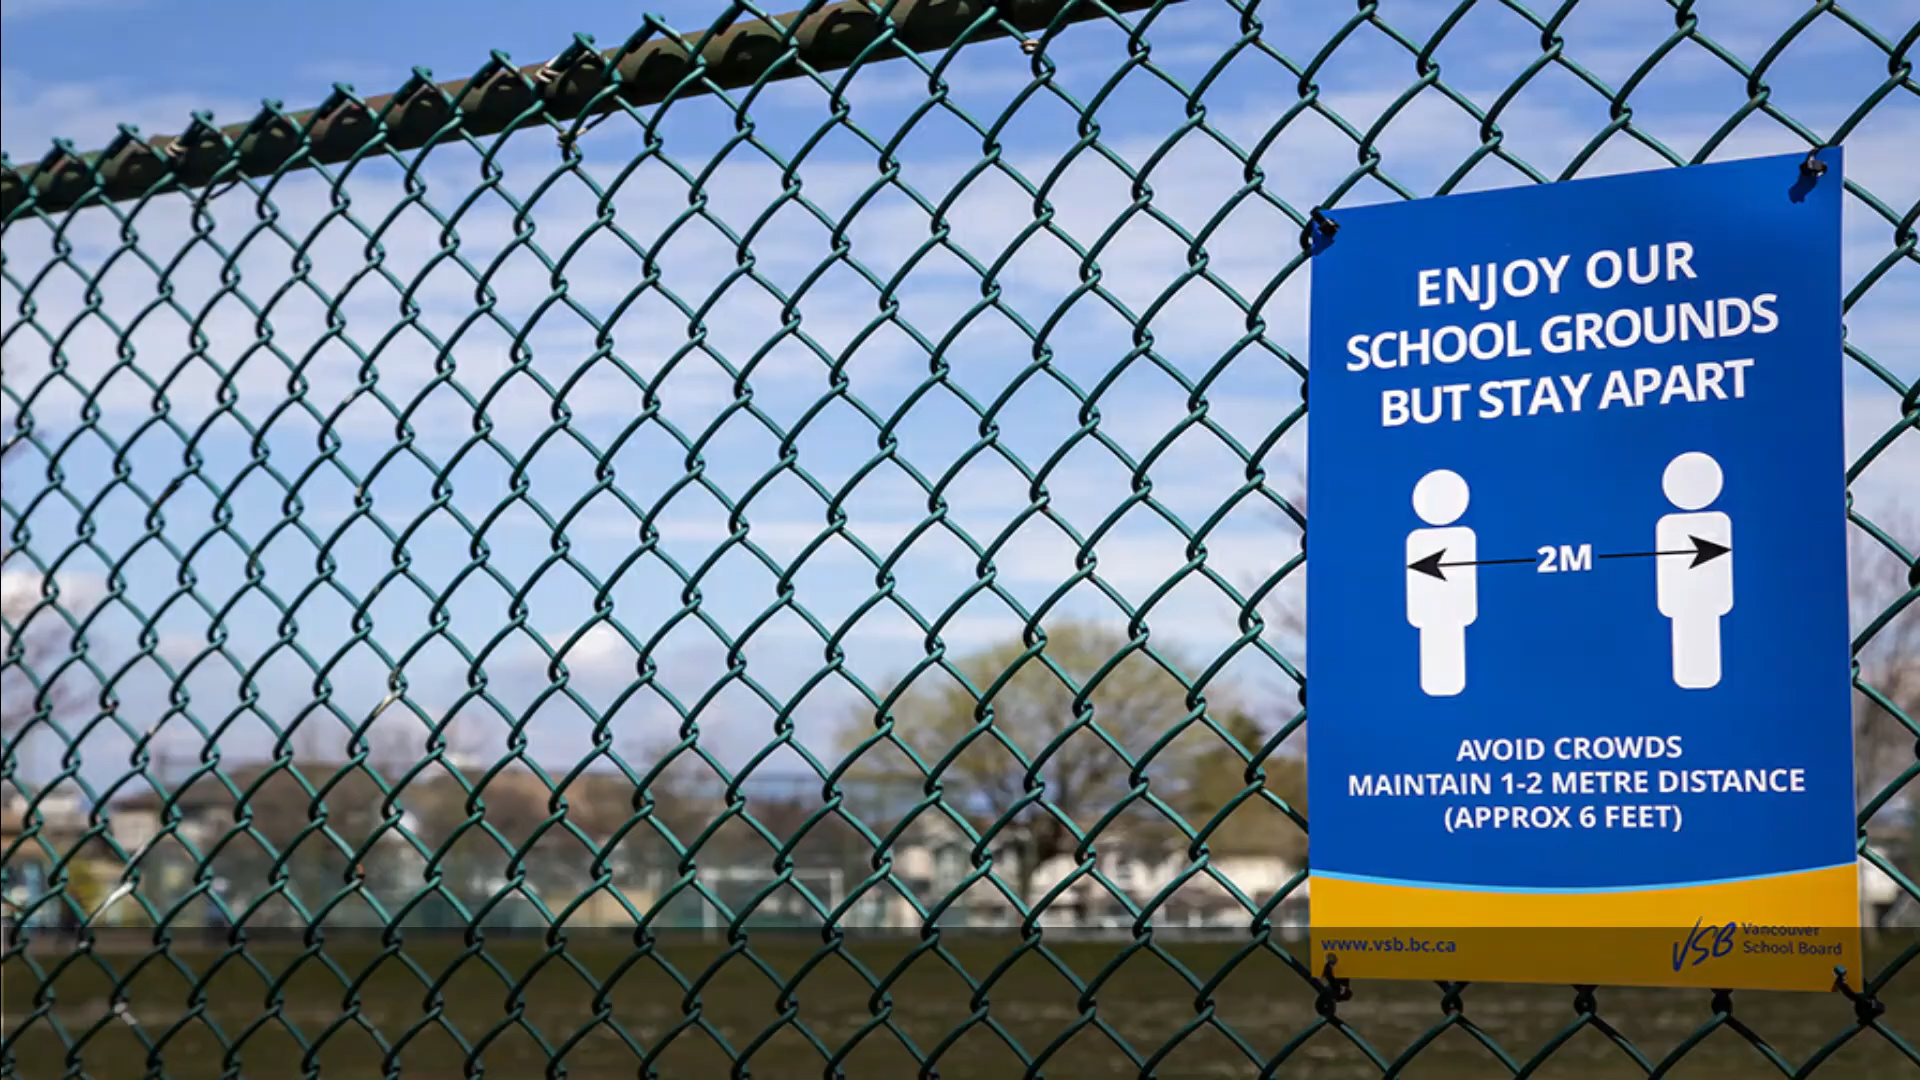 ENJOY OUR
SCHOOL GROUNDS
BUT STAY APART
2M
AVOID CROWDS
MAINTAIN 1-2 METRE DISTANCE
(APPROX 6 FEET)
www.vsb.bc.ca
VSB Vancouver
School Board